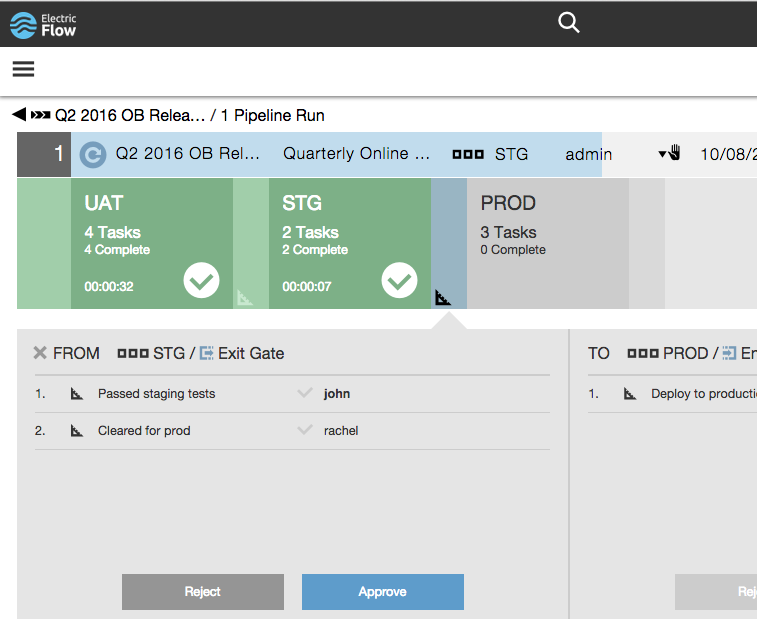 Electric
Flow
Q2 2016 OB Relea... / 1 Pipeline Run
1 Q2 2016 OB Rel... Quarterly Online ... STG admin 10/08/2
UAT
4 Tasks
4 Complete
00:00:32
STG
2 Tasks
2 Complete
00:00:07
PROD
3 Tasks
0 Complete
FROM STG / Exit Gate
1. Passed staging tests john
2. Cleared for prod rachel
Reject Approve
TO PROD / En
1. Deploy to producti
Rej